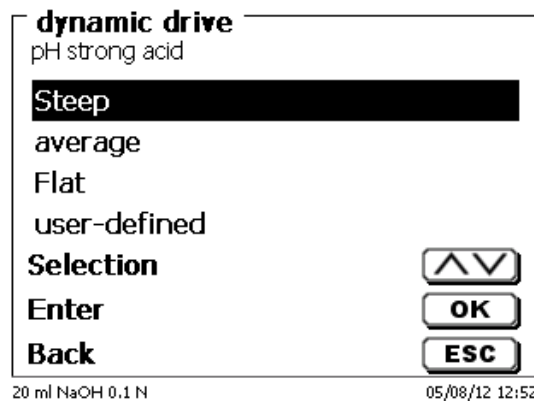 dynamic drive
pH strong acid
Steep
average
Flat
user-defined
Selection
Enter OK
Back ESC
20 ml NaOH 0.1 N 05/08/12 12:52